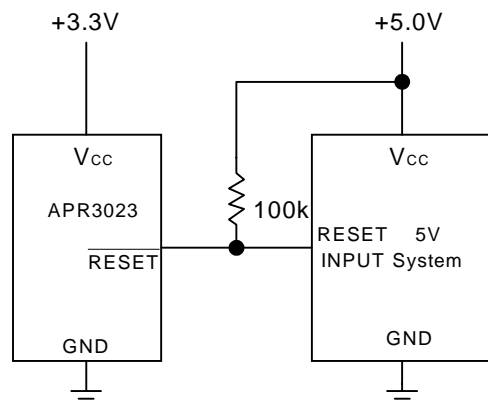 +3.3V
+5.0V
VCC
APR3023
RESET
GND
100k
VCC
RESET 5V
INPUT System
GND